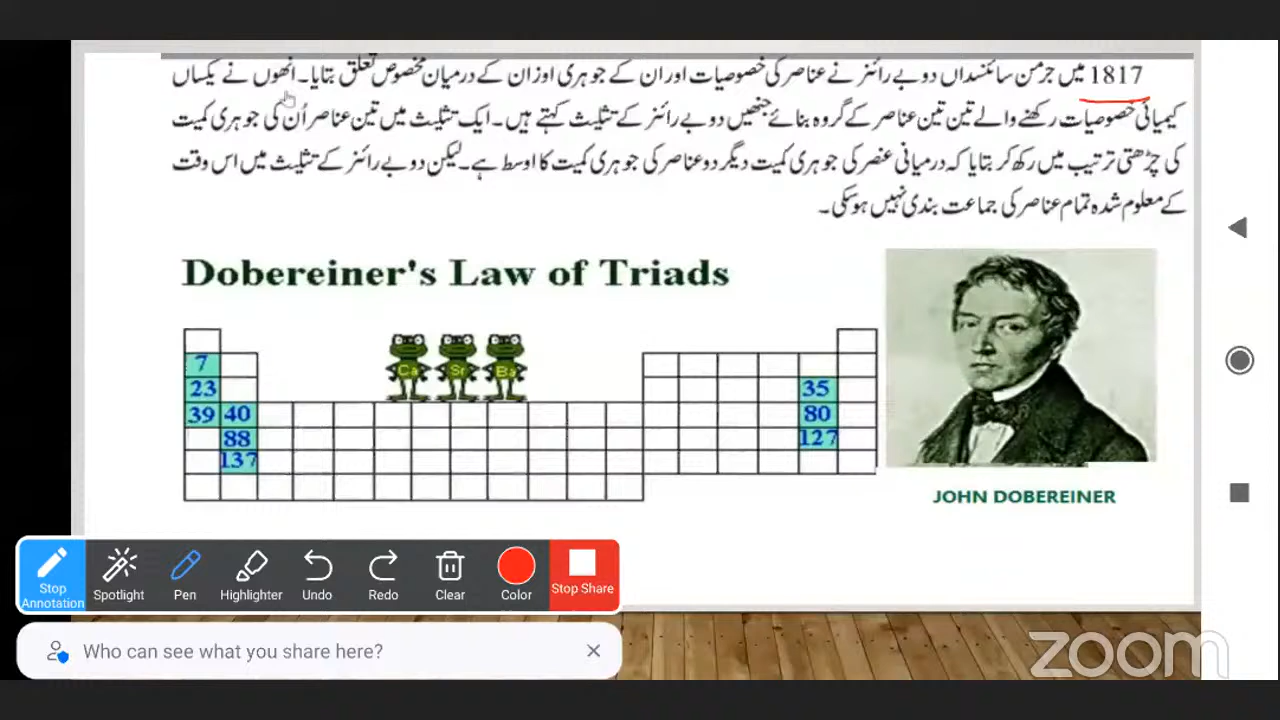 1817 میں جرمن سائنسداں دوبے رائنر نے عناصر کی خصوصیات اور ان کے جوہری اوزان کے درمیان مخصوص تعلق بتایا۔ انھوں نے یکساں
کیمیائی خصوصیات رکھنے والے تین تین عناصر کے گروہ بنائے جنھیں دوبے رائنر کے تثلیث کہتے ہیں۔ ایک تثلیث میں تین عناصر اُن کی جوہری کمیت
کی چڑھتی ترتیب میں رکھ کر بتایا کہ درمیانی عنصر کی جوہری کمیت دیگر دو عناصر کی جوہری کمیت کا اوسط ہے۔ لیکن دوبے رائنر کے تثلیث میں اس وقت
کے معلوم شدہ تمام عناصر کی جماعت بندی نہیں ہوسکی۔
Dobereiner's Law of Triads
Ca Sr Ba
7
23 35
39 40 80
88 127
137
JOHN DOBEREINER
Stop Annotation Spotlight Pen Highlighter Undo Redo Clear Color Stop Share
Who can see what you share here?
zoom